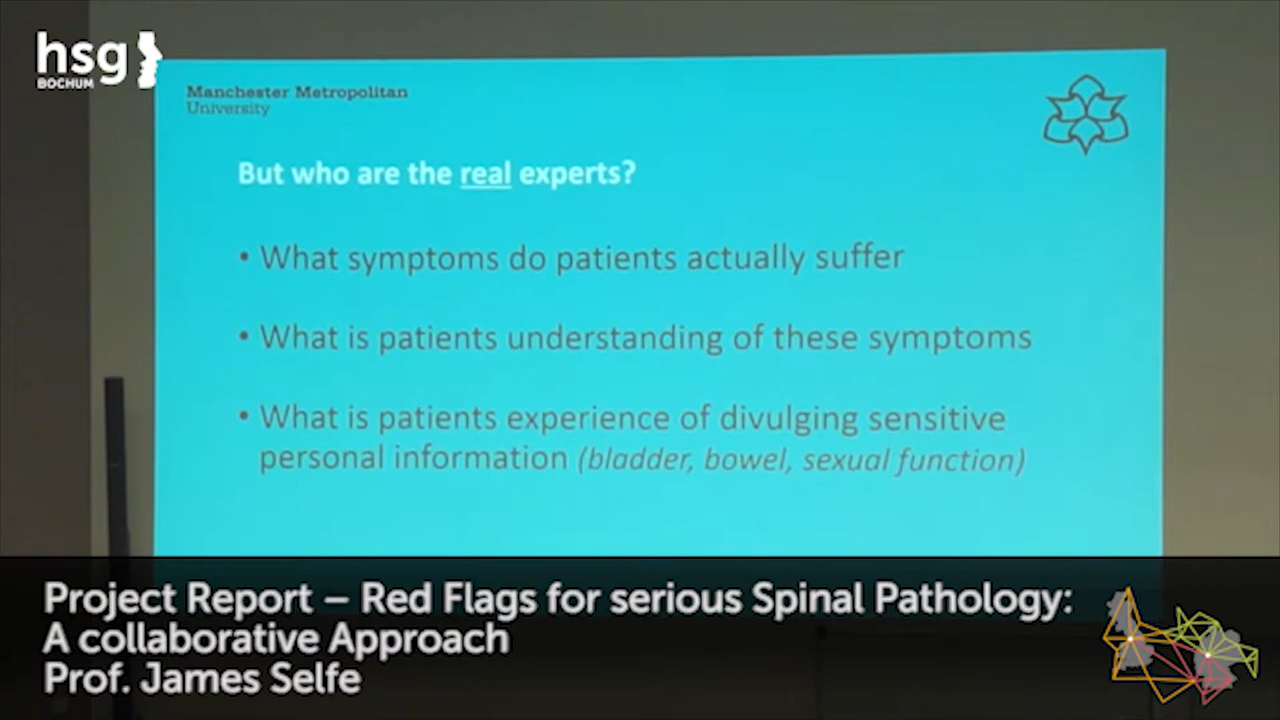 hsg
BOCHUM
Manchester Metropolitan
University
But who are the real experts?
• What symptoms do patients actually suffer
• What is patients understanding of these symptoms
• What is patients experience of divulging sensitive
personal information (bladder, bowel, sexual function)
Project Report – Red Flags for serious Spinal Pathology:
A collaborative Approach
Prof. James Selfe